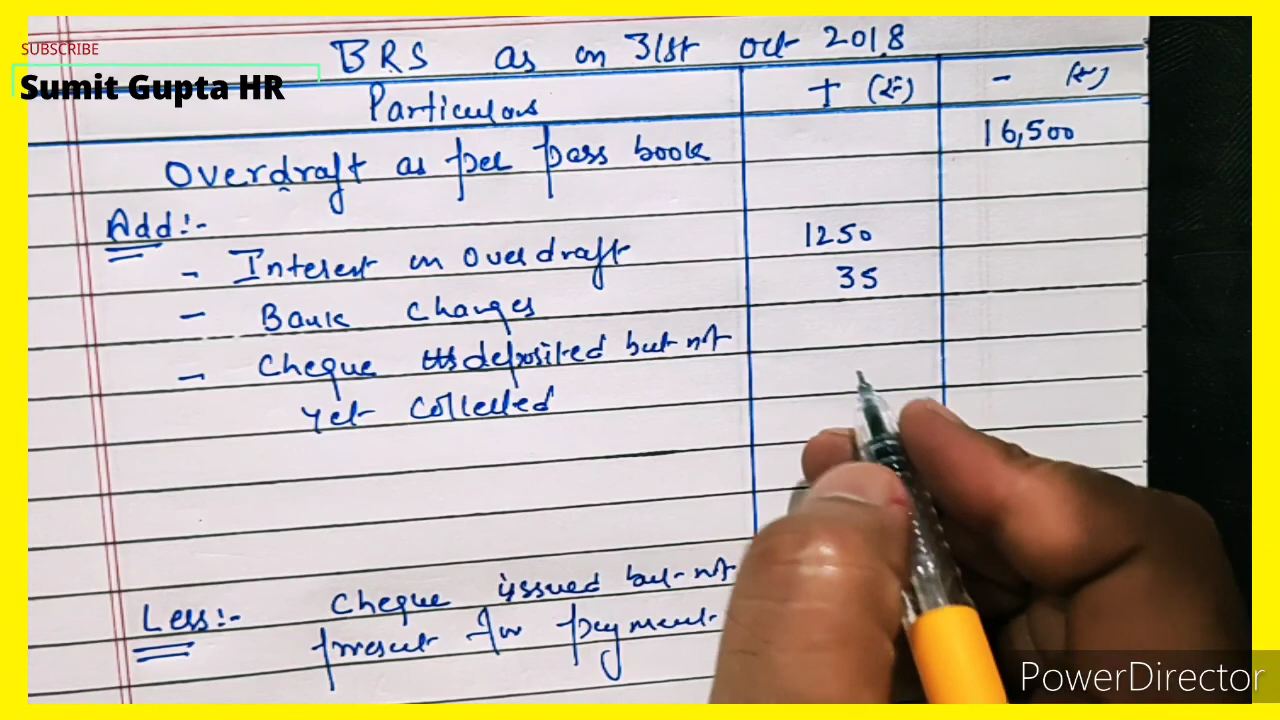 SUBSCRIBE
Sumit Gupta HR
BRS as on 31st oct 2018
Particulars + (₹) - (₹)
Overdraft as per pass book 16,500
Add:-
- Interest on Overdraft 1250
- Bank Charges 35
- Cheque deposited but not
yet collected
Less:- Cheque issued but not
present for payment
PowerDirector